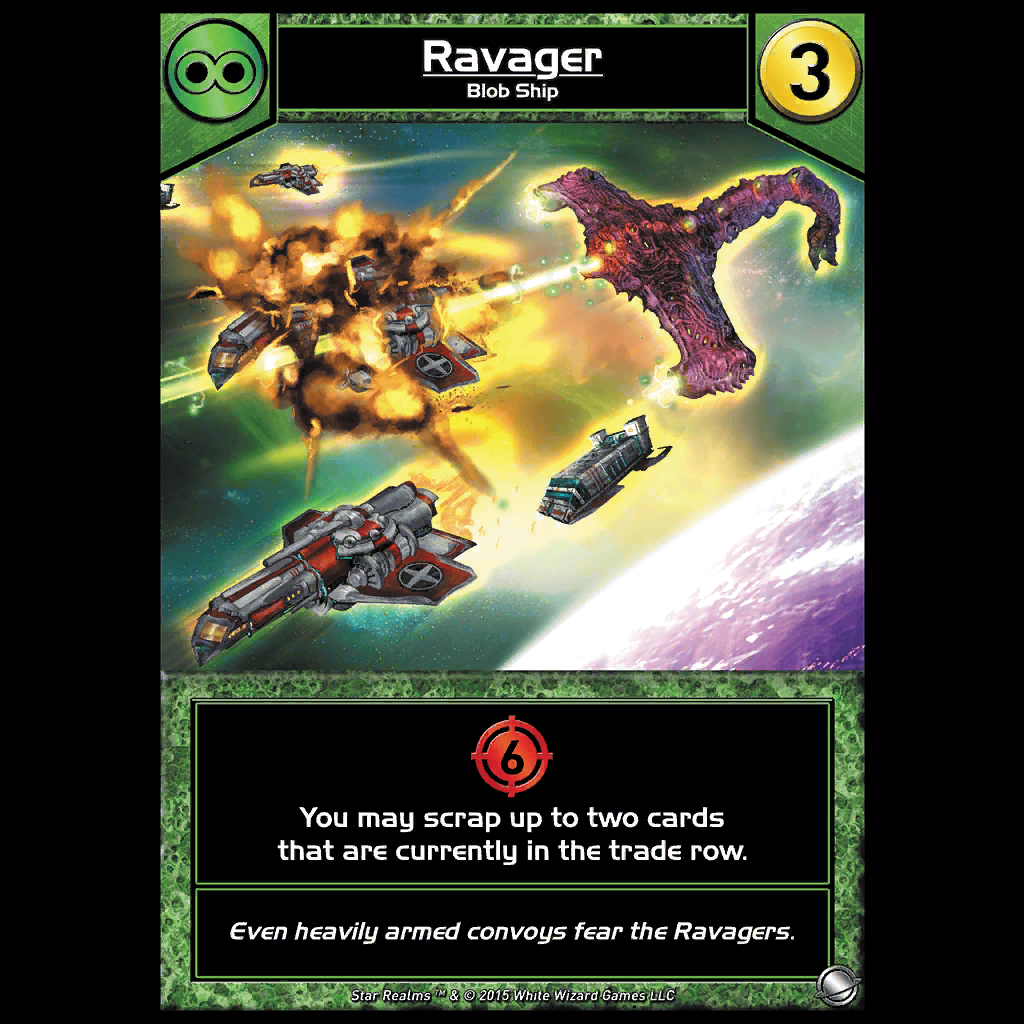 Ravager
Blob Ship
3
6
You may scrap up to two cards
that are currently in the trade row.
Even heavily armed convoys fear the Ravagers.
Star Realms ™ & © 2015 White Wizard Games LLC